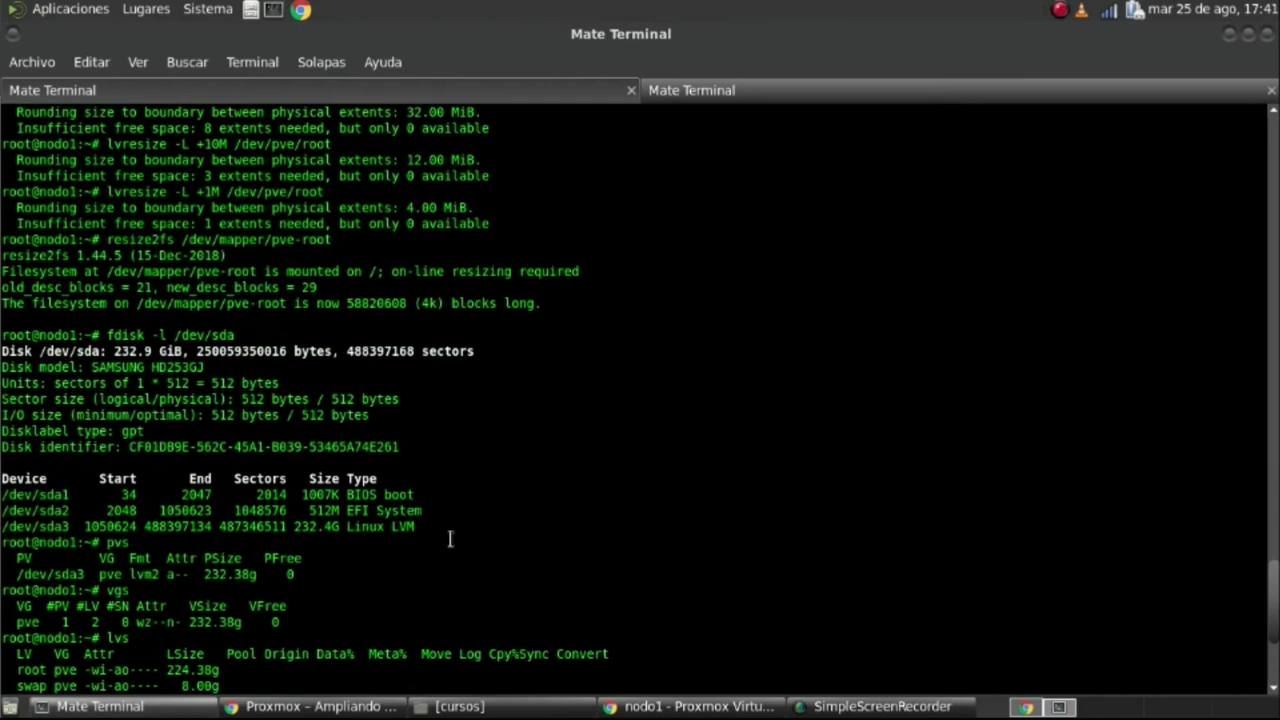 Aplicaciones Lugares Sistema mar 25 de ago, 17:41
Mate Terminal
Archivo Editar Ver Buscar Terminal Solapas Ayuda
Mate Terminal Mate Terminal
Rounding size to boundary between physical extents: 32.00 MiB.
Insufficient free space: 8 extents needed, but only 0 available
root@nodo1:~# lvresize -L +10M /dev/pve/root
Rounding size to boundary between physical extents: 12.00 MiB.
Insufficient free space: 3 extents needed, but only 0 available
root@nodo1:~# lvresize -L +1M /dev/pve/root
Rounding size to boundary between physical extents: 4.00 MiB.
Insufficient free space: 1 extents needed, but only 0 available
root@nodo1:~# resize2fs /dev/mapper/pve-root
resize2fs 1.44.5 (15-Dec-2018)
Filesystem at /dev/mapper/pve-root is mounted on /; on-line resizing required
old_desc_blocks = 21, new_desc_blocks = 29
The filesystem on /dev/mapper/pve-root is now 58820608 (4k) blocks long.
root@nodo1:~# fdisk -l /dev/sda
Disk /dev/sda: 232.9 GiB, 250059350016 bytes, 488397168 sectors
Disk model: SAMSUNG HD253GJ
Units: sectors of 1 * 512 = 512 bytes
Sector size (logical/physical): 512 bytes / 512 bytes
I/O size (minimum/optimal): 512 bytes / 512 bytes
Disklabel type: gpt
Disk identifier: CF01DB9E-562C-45A1-B039-53465A74E261
Device Start End Sectors Size Type
/dev/sda1 34 2047 2014 1007K BIOS boot
/dev/sda2 2048 1050623 1048576 512M EFI System
/dev/sda3 1050624 488397134 487346511 232.4G Linux LVM
root@nodo1:~# pvs
PV VG Fmt Attr PSize PFree
/dev/sda3 pve lvm2 a-- 232.38g 0
root@nodo1:~# vgs
VG #PV #LV #SN Attr VSize VFree
pve 1 2 0 wz--n- 232.38g 0
root@nodo1:~# lvs
LV VG Attr LSize Pool Origin Data% Meta% Move Log Cpy%Sync Convert
root pve -wi-ao---- 224.38g
swap pve -wi-ao---- 8.00g
Mate Terminal Proxmox – Ampliando ... [cursos] nodo1 - Proxmox Virtu... SimpleScreenRecorder